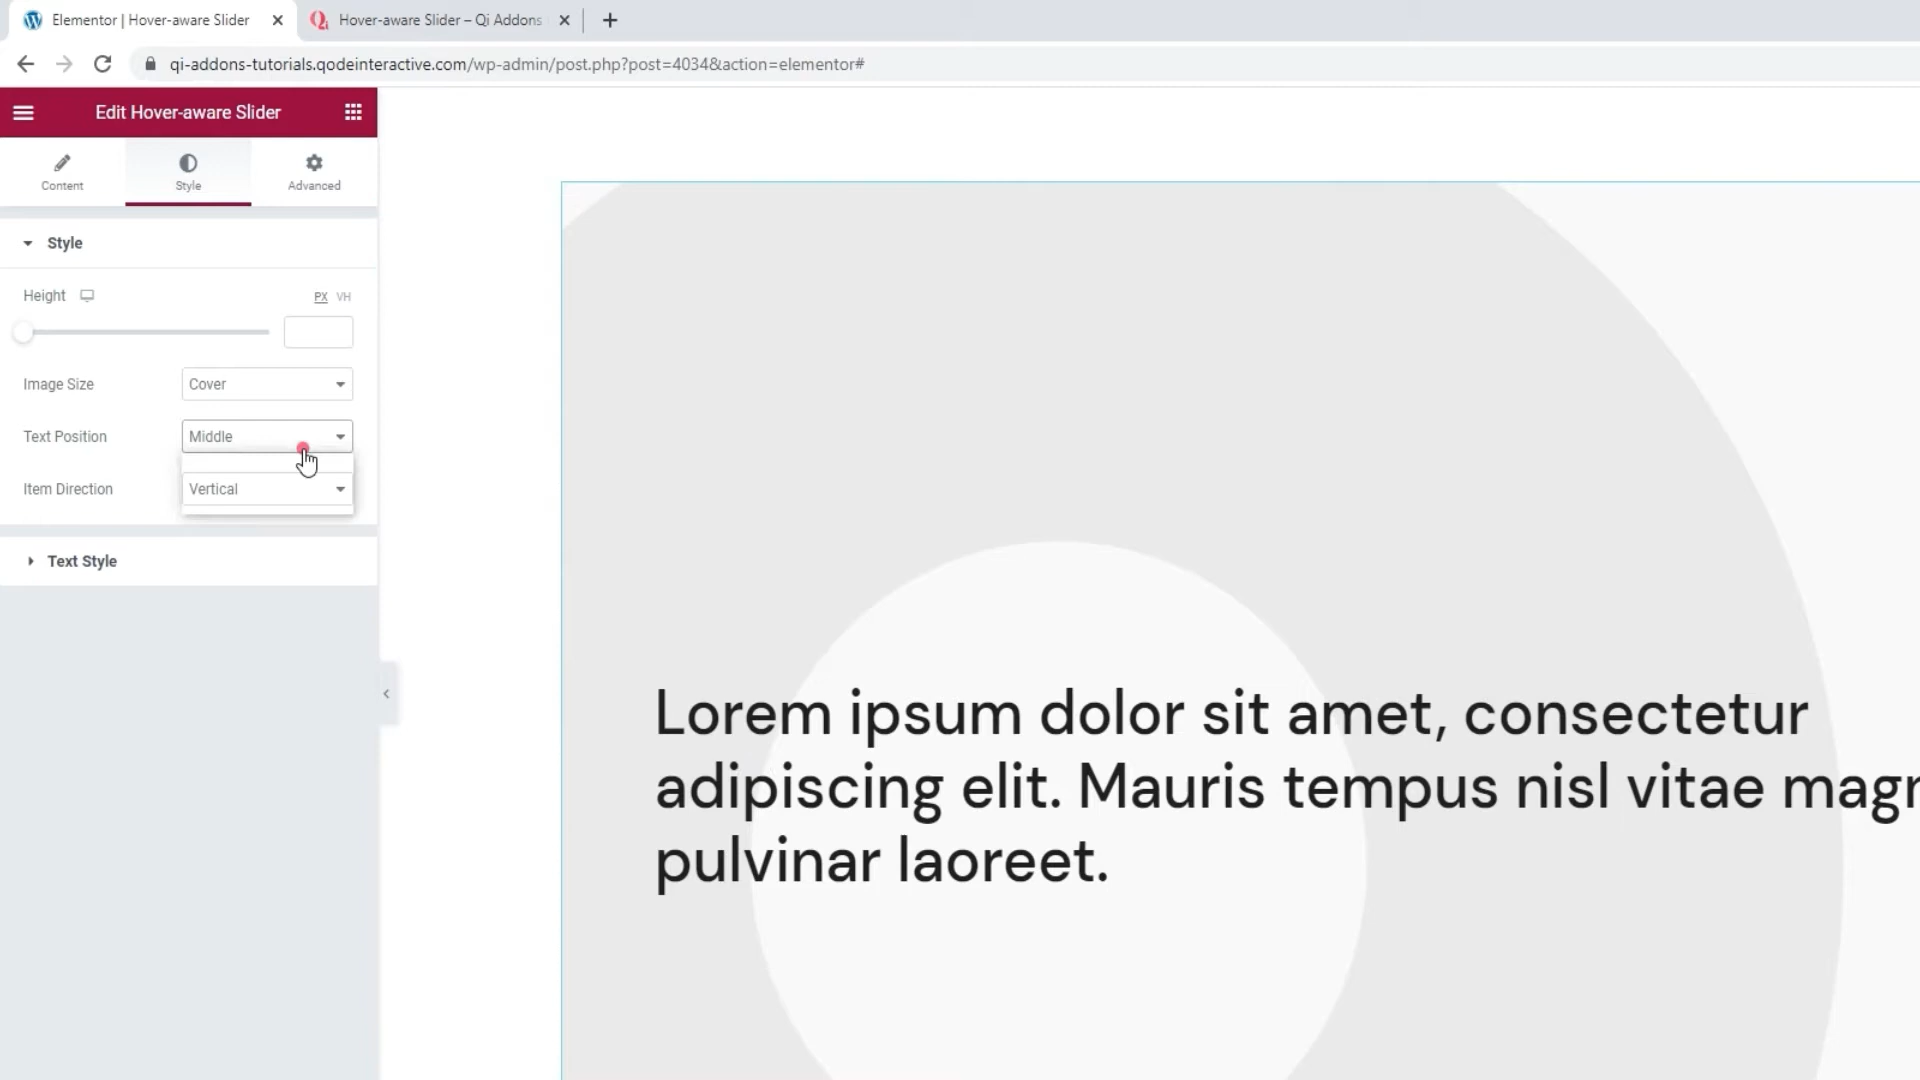 Elementor | Hover-aware Slider
Hover-aware Slider – Qi Addons
qi-addons-tutorials.qodeinteractive.com/wp-admin/post.php?post=4034&action=elementor#
Edit Hover-aware Slider
Content
Style
Advanced
Style
Height
PX VH
Image Size
Cover
Text Position
Middle
Item Direction
Vertical
Text Style
Lorem ipsum dolor sit amet, consectetur
adipiscing elit. Mauris tempus nisl vitae magn
pulvinar laoreet.